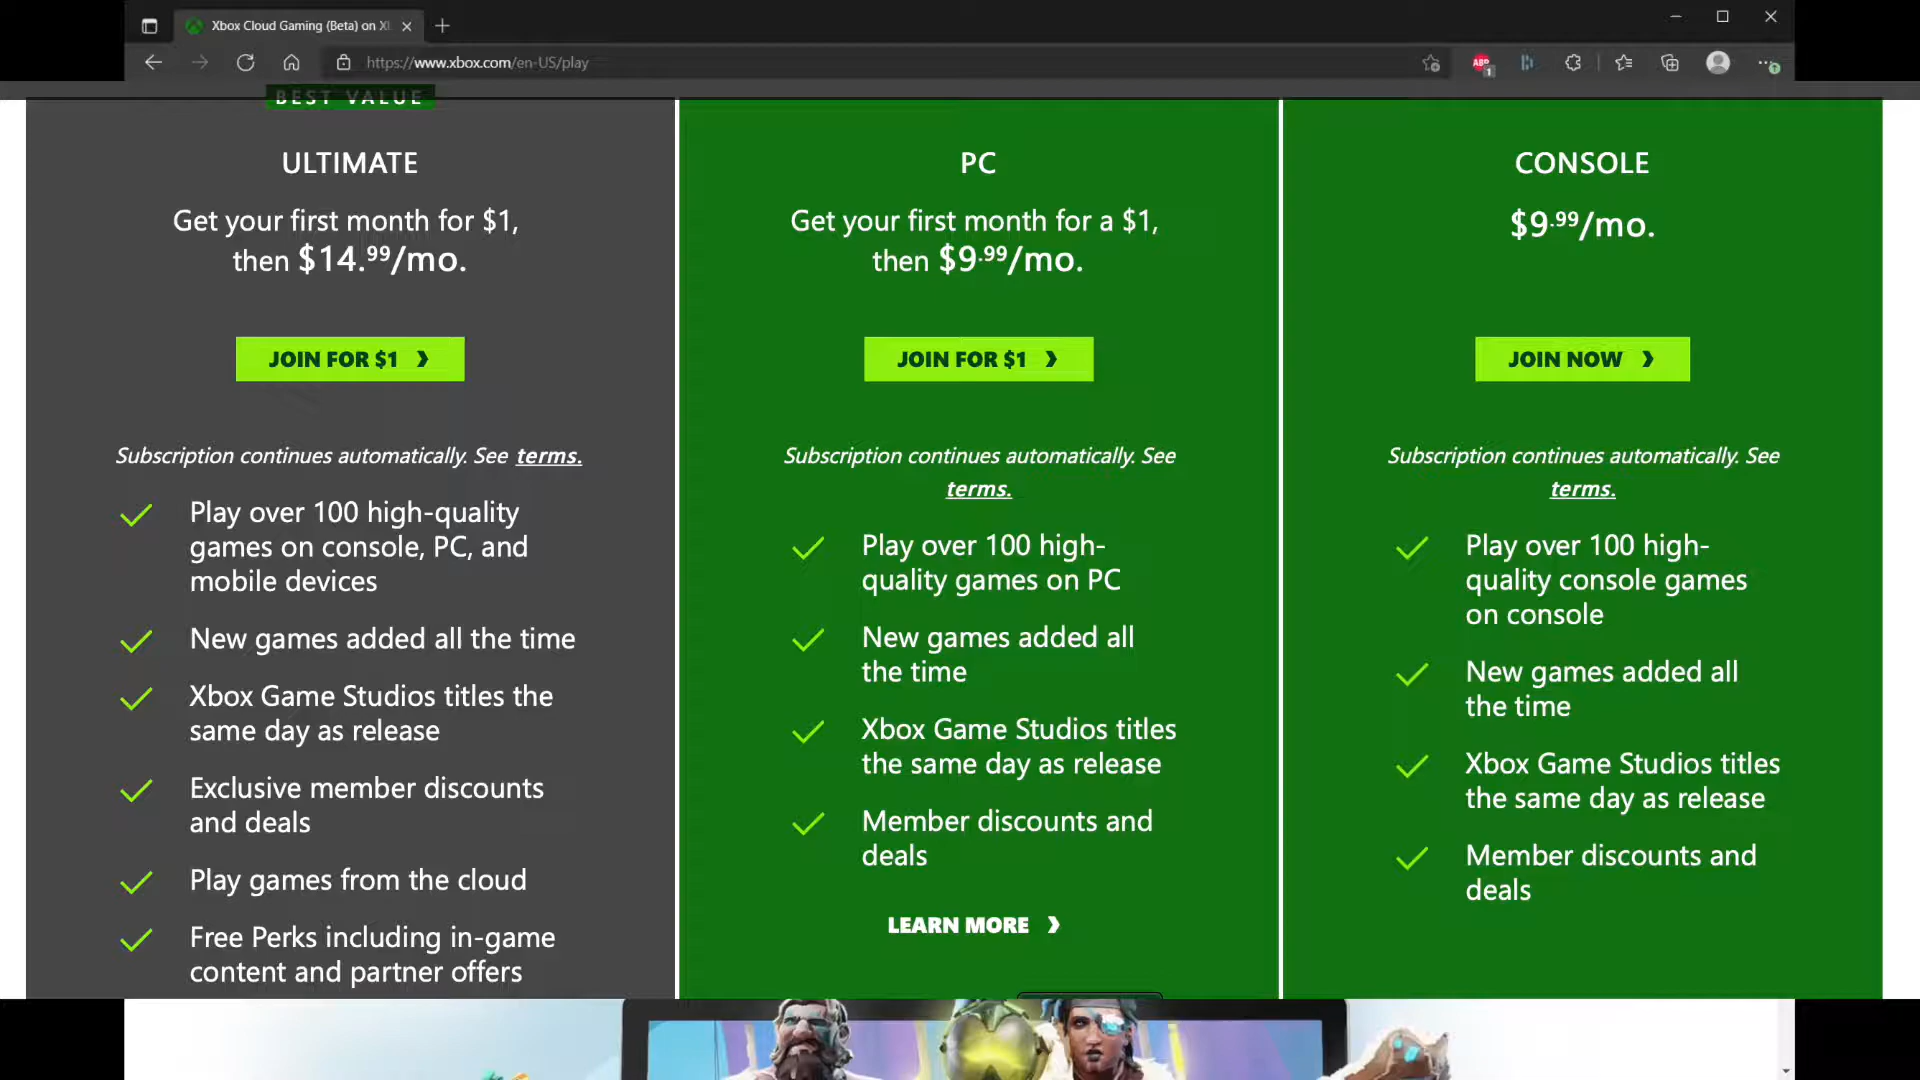 Xbox Cloud Gaming (Beta) on X
https://www.xbox.com/en-US/play
ABP
1
BEST VALUE
ULTIMATE
Get your first month for $1,
then $14.99/mo.
JOIN FOR $1
Subscription continues automatically. See terms.
Play over 100 high-quality
games on console, PC, and
mobile devices
New games added all the time
Xbox Game Studios titles the
same day as release
Exclusive member discounts
and deals
Play games from the cloud
Free Perks including in-game
content and partner offers
PC
Get your first month for a $1,
then $9.99/mo.
JOIN FOR $1
Subscription continues automatically. See
terms.
Play over 100 high-
quality games on PC
New games added all
the time
Xbox Game Studios titles
the same day as release
Member discounts and
deals
LEARN MORE
CONSOLE
$9.99/mo.
JOIN NOW
Subscription continues automatically. See
terms.
Play over 100 high-
quality console games
on console
New games added all
the time
Xbox Game Studios titles
the same day as release
Member discounts and
deals